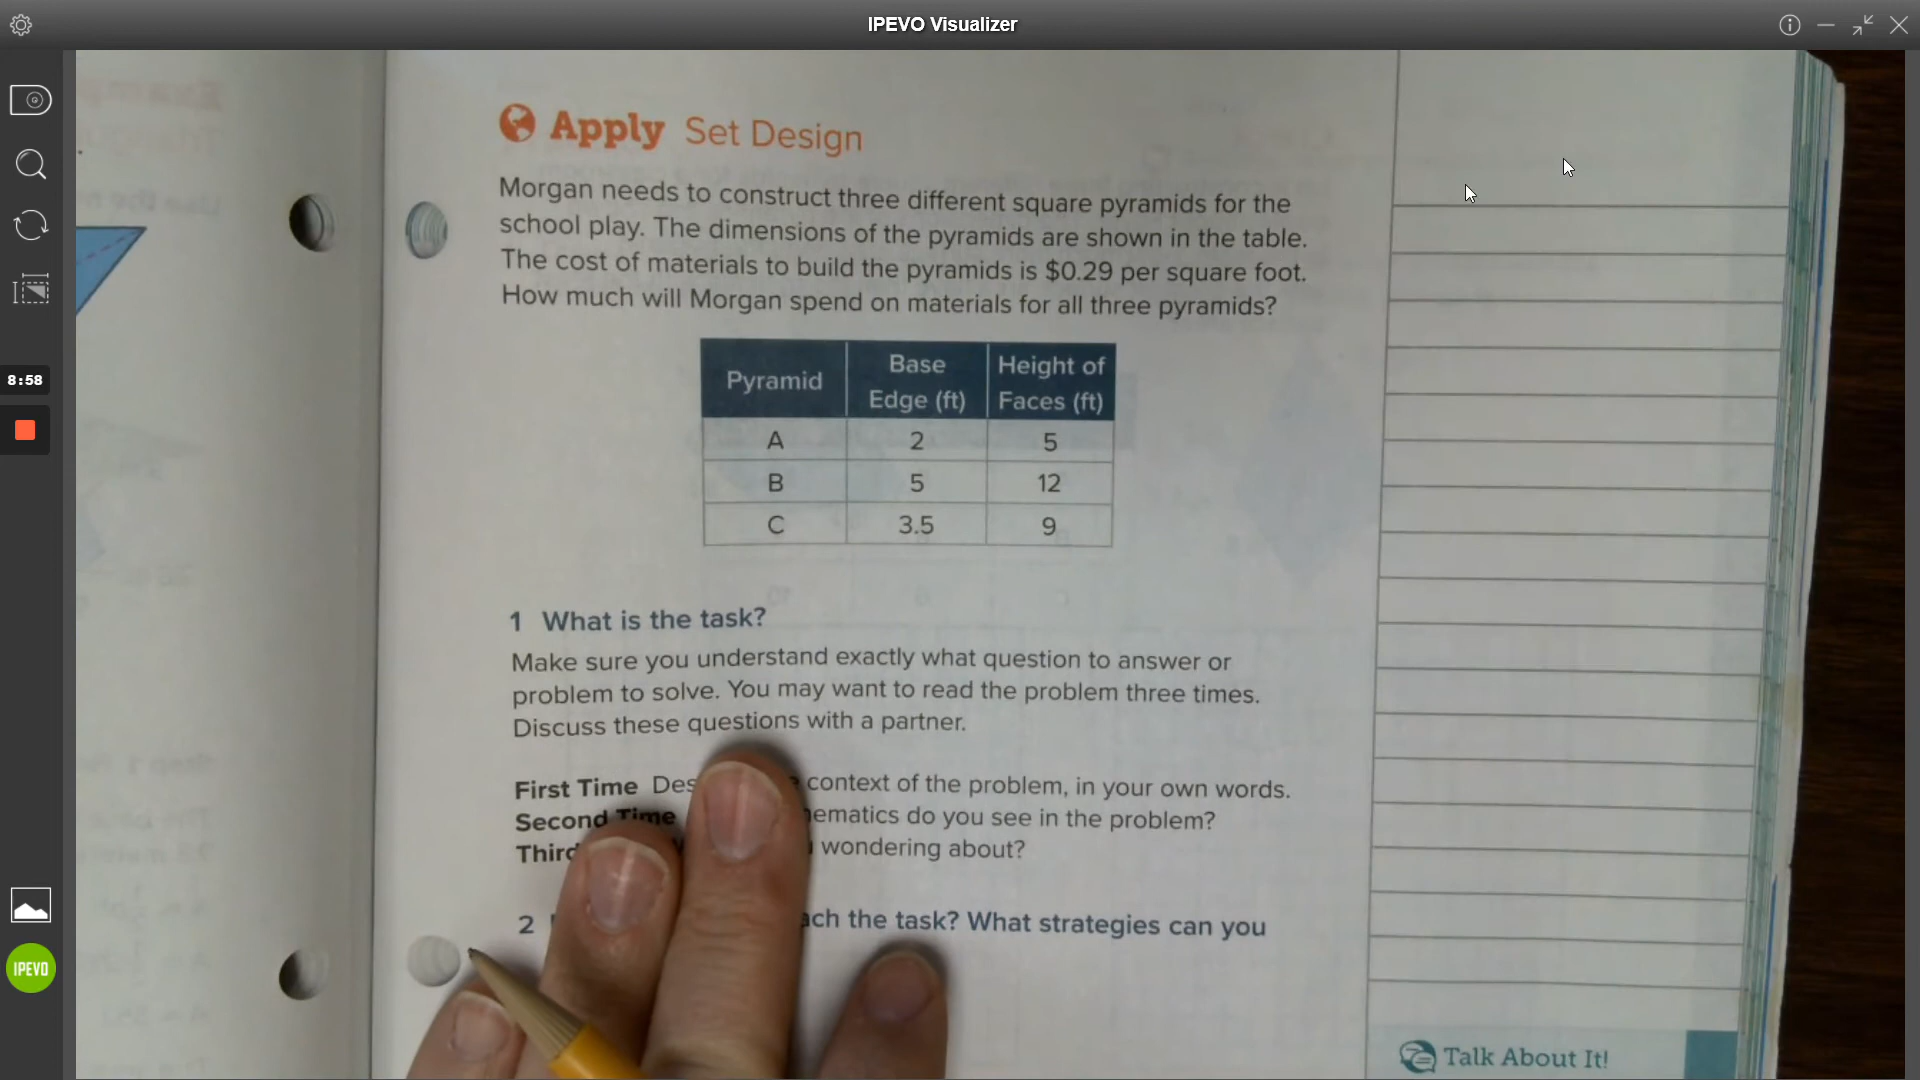 IPEVO Visualizer
Apply Set Design
Morgan needs to construct three different square pyramids for the
school play. The dimensions of the pyramids are shown in the table.
The cost of materials to build the pyramids is $0.29 per square foot.
How much will Morgan spend on materials for all three pyramids?
Pyramid Base Edge (ft) Height of Faces (ft)
A 2 5
B 5 12
C 3.5 9
8:58
1 What is the task?
Make sure you understand exactly what question to answer or
problem to solve. You may want to read the problem three times.
Discuss these questions with a partner.
First Time context of the problem, in your own words.
Second Time do you see in the problem?
Third wondering about?
2 the task? What strategies can you
IPEVO
Talk About It!